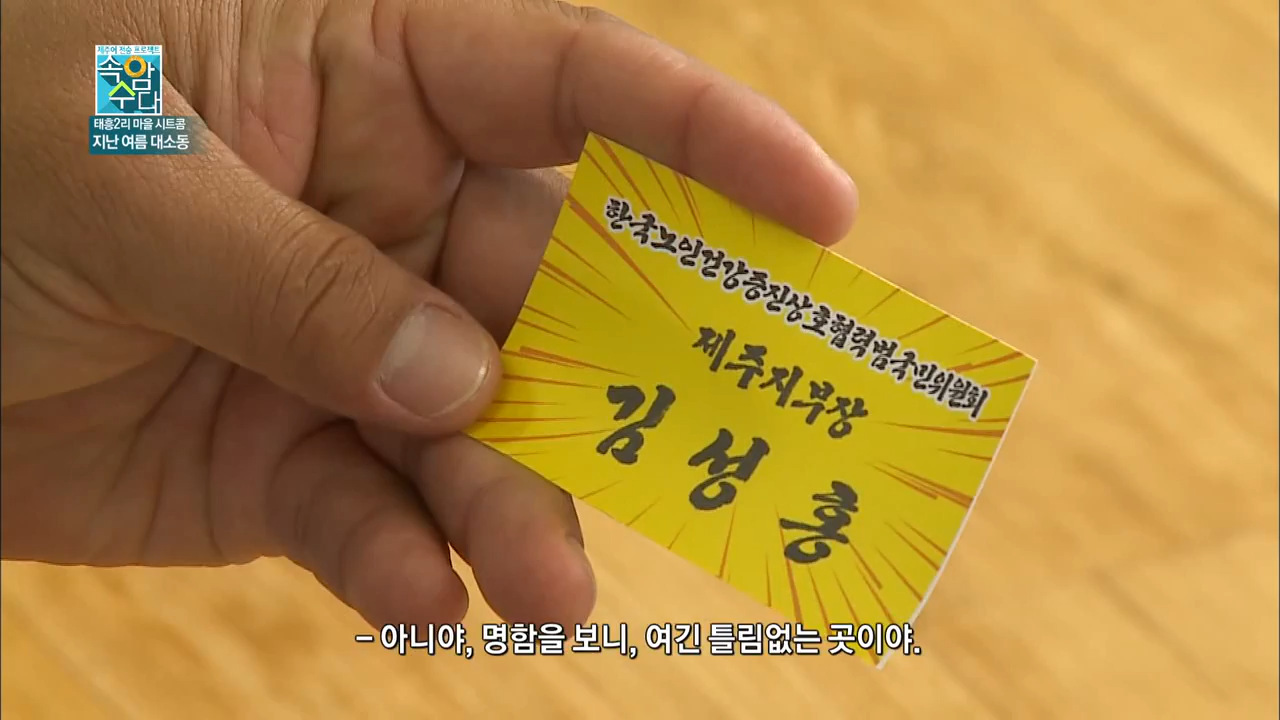 제주어 전승 프로젝트
속암
수다
태흥2리 마을 시트콤
지난 여름 대소동
한국노인건강증진상호협력범국민위원회
제주지부장
김성홍
- 아니야, 명함을 보니, 여긴 틀림없는 곳이야.